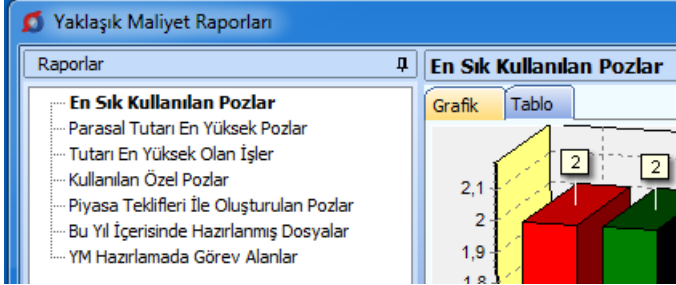 Yaklaşık Maliyet Raporları
Raporlar
En Sık Kullanılan Pozlar
Parasal Tutarı En Yüksek Pozlar
Tutarı En Yüksek Olan İşler
Kullanılan Özel Pozlar
Piyasa Teklifleri İle Oluşturulan Pozlar
Bu Yıl İçerisinde Hazırlanmış Dosyalar
YM Hazırlamada Görev Alanlar
En Sık Kullanılan Pozlar
Grafik Tablo
2 2
2,1
2
1,9
1,8